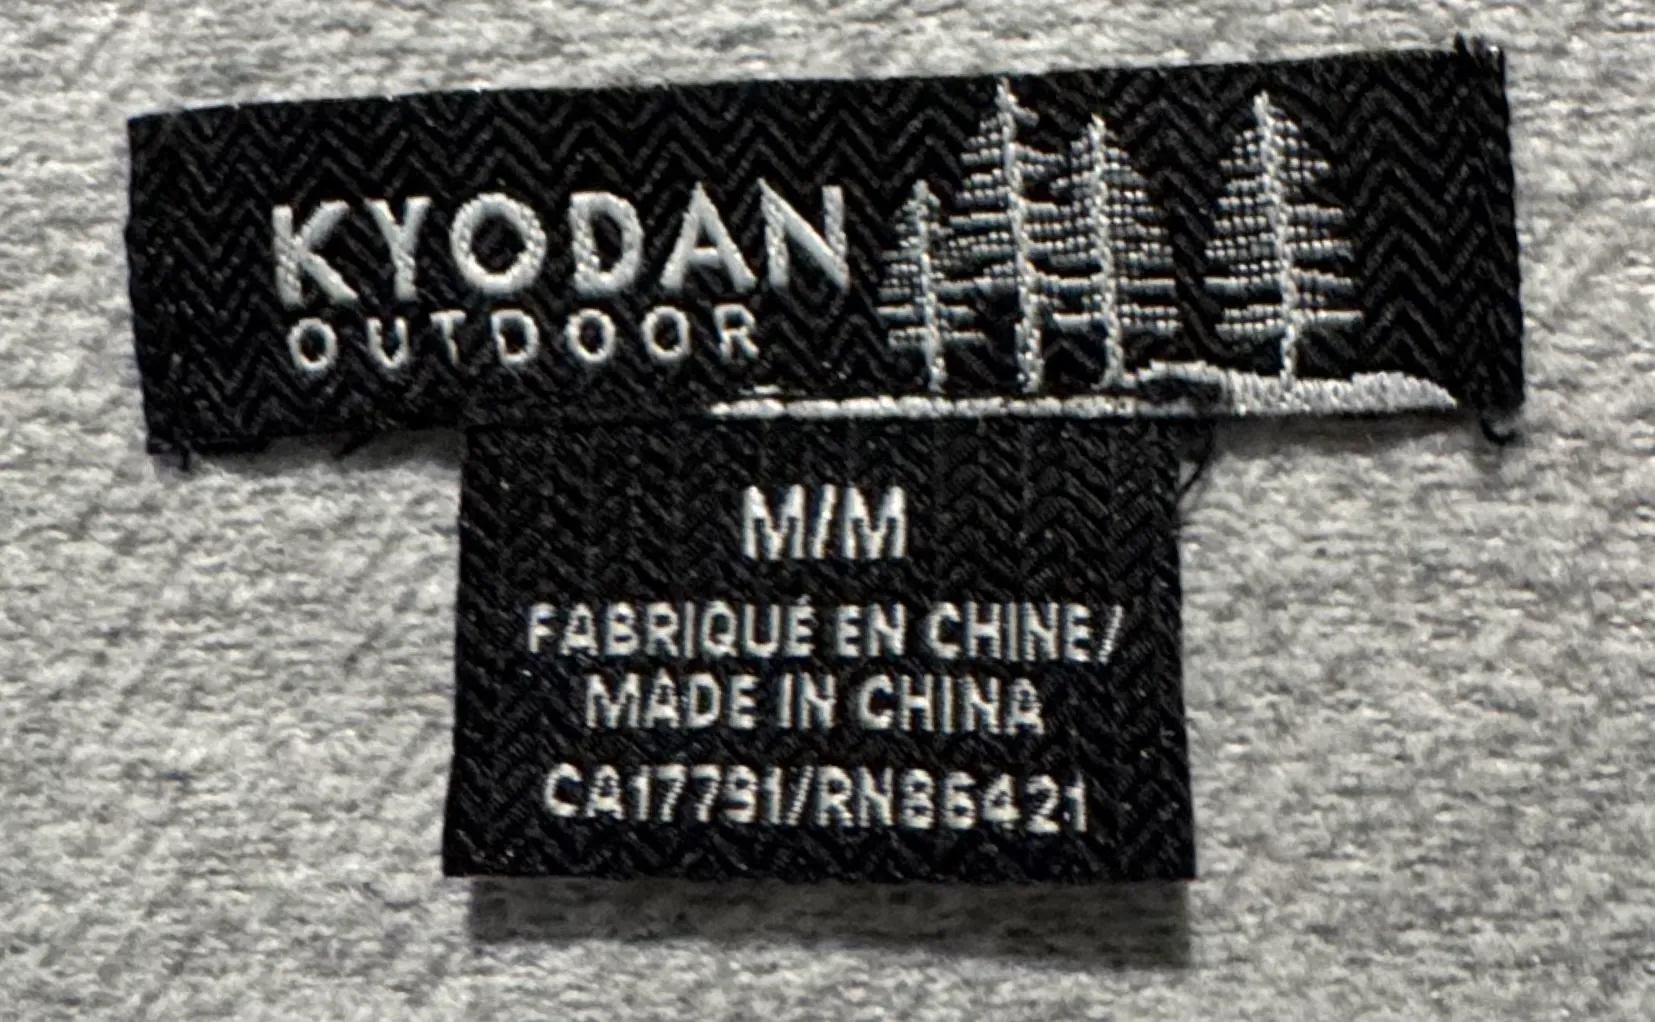 KYODAN
OUTDOOR
M/M
FABRIQUÉ EN CHINE/
MADE IN CHINA
CA17791/RN86421